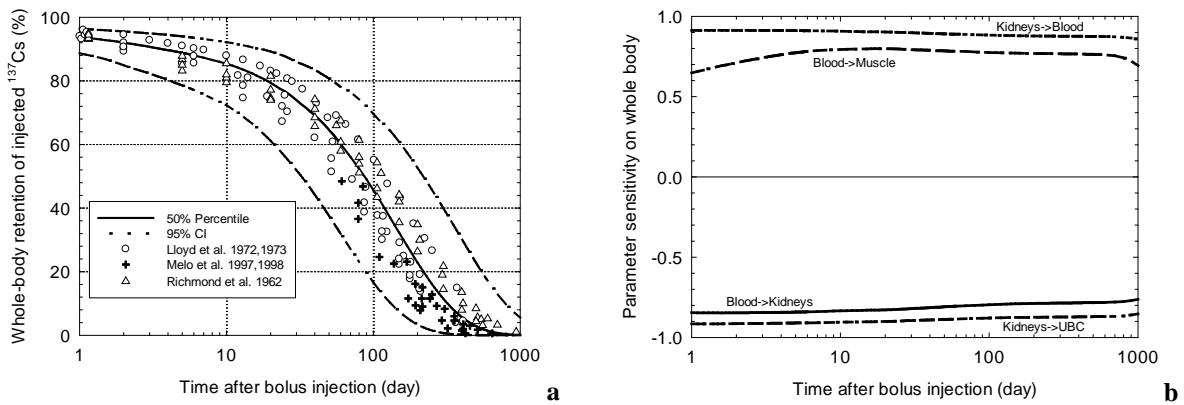 Whole-body retention of injected ¹³⁷Cs (%)
100
80
60
40
20
0
50% Percentile
95% CI
Lloyd et al. 1972,1973
Melo et al. 1997,1998
Richmond et al. 1962
1
10
100
1000
Time after bolus injection (day)
a
Parameter sensitivity on whole body
1.0
0.5
0.0
-0.5
-1.0
Kidneys->Blood
Blood->Muscle
Blood->Kidneys
Kidneys->UBC
1
10
100
1000
Time after bolus injection (day)
b